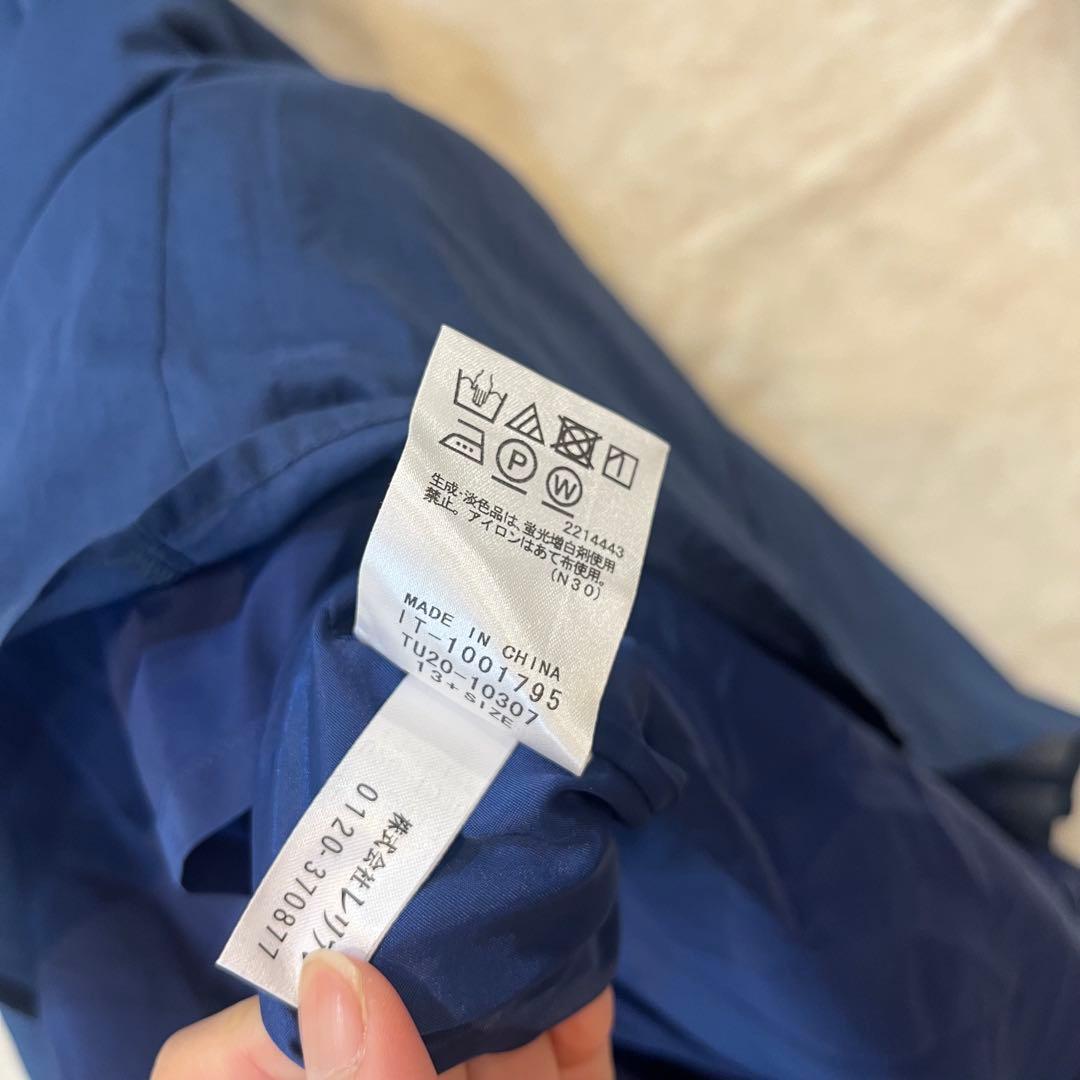 P
W
2214443
生成・淡色品は、蛍光増白剤使用
禁止。アイロンはあて布使用。
(N30)
MADE IN CHINA
IT-1001795
TU20-10307
13+SIZE
株式会社レリア
0120-370877